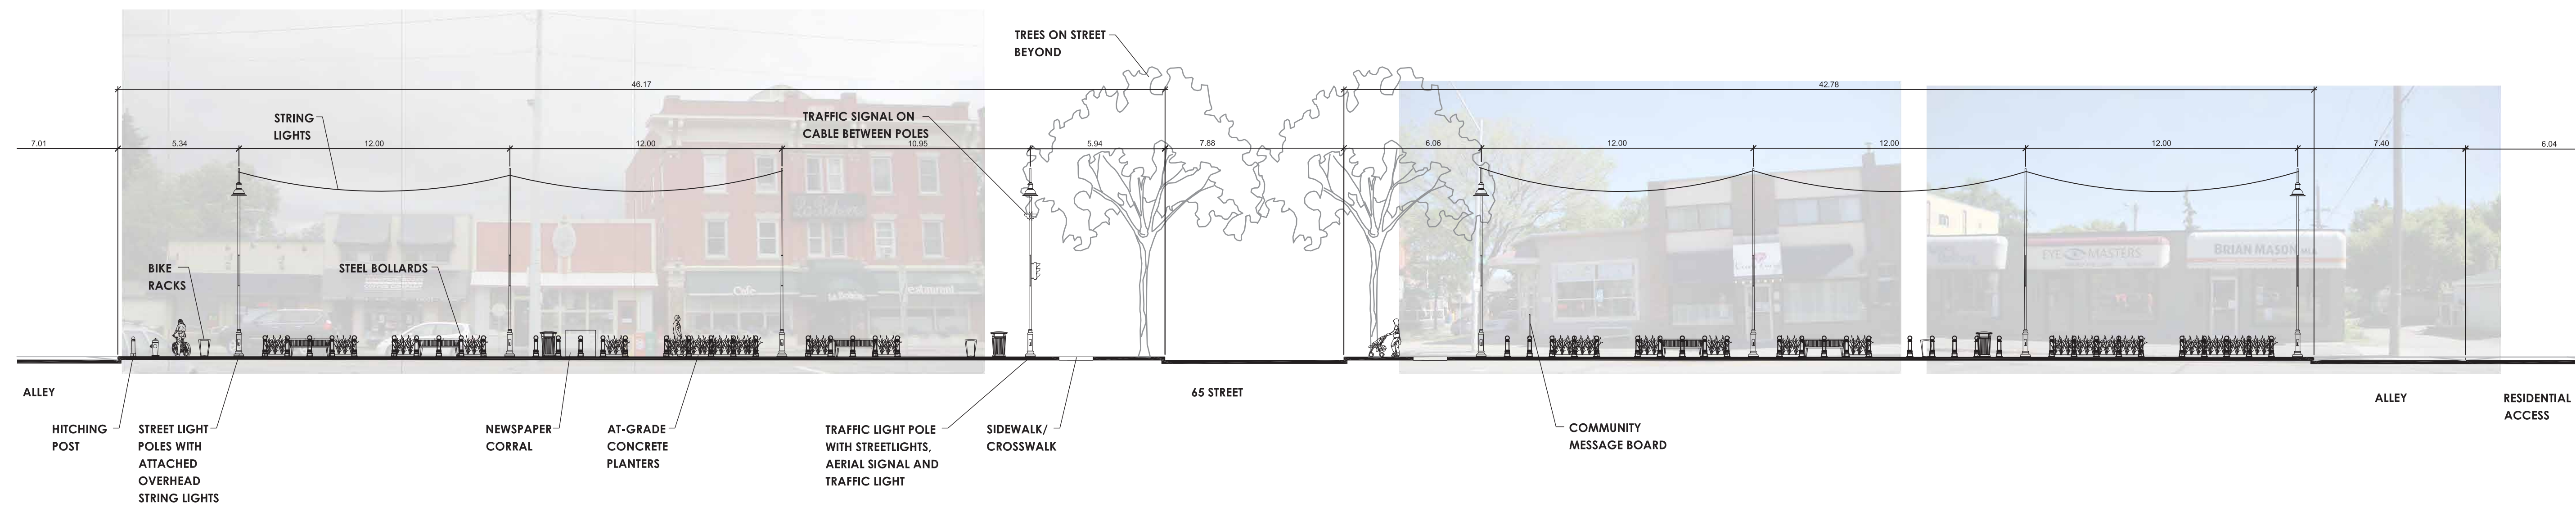 TREES ON STREET
BEYOND
46.17
42.78
STRING
LIGHTS
TRAFFIC SIGNAL ON
CABLE BETWEEN POLES
7.01
5.34
12.00
12.00
10.95
5.94
7.88
6.06
12.00
12.00
12.00
7.40
6.04
BIKE
RACKS
STEEL BOLLARDS
Cafe
La Boheme
estaurant
EYE MASTERS
BRIAN MASON
ALLEY
65 STREET
ALLEY
RESIDENTIAL
ACCESS
HITCHING
POST
STREET LIGHT
POLES WITH
ATTACHED
OVERHEAD
STRING LIGHTS
NEWSPAPER
CORRAL
AT-GRADE
CONCRETE
PLANTERS
TRAFFIC LIGHT POLE
WITH STREETLIGHTS,
AERIAL SIGNAL AND
TRAFFIC LIGHT
SIDEWALK/
CROSSWALK
COMMUNITY
MESSAGE BOARD